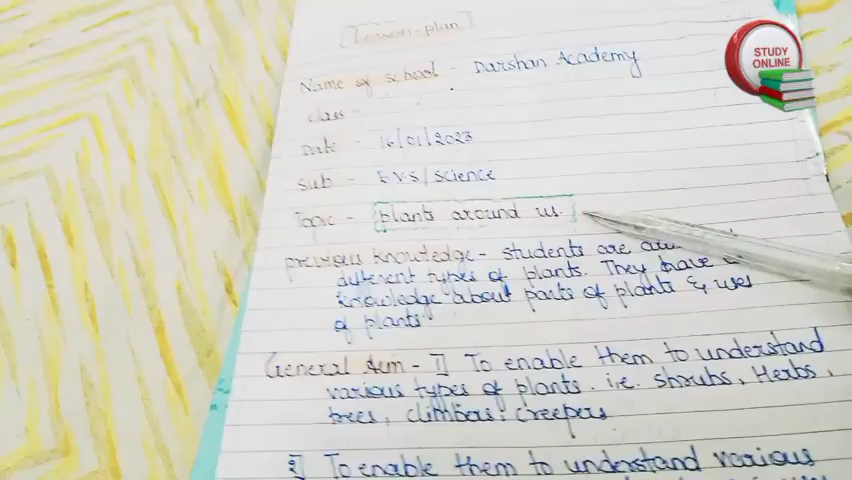 [Lesson-plan]
Name of school - Darshan Academy
class -
Date - 16/01/2023
Sub - EVS/Science
Topic - {plants around us.}
previous knowledge - students are
different types of plants. They have
knowledge about parts of plants & uses
of plants.
General Aim - 1] To enable them to understand
various types of plants. i.e. shrubs, Herbs,
trees, climbers, creepers
2] To enable them to understand various
STUDY
ONLINE